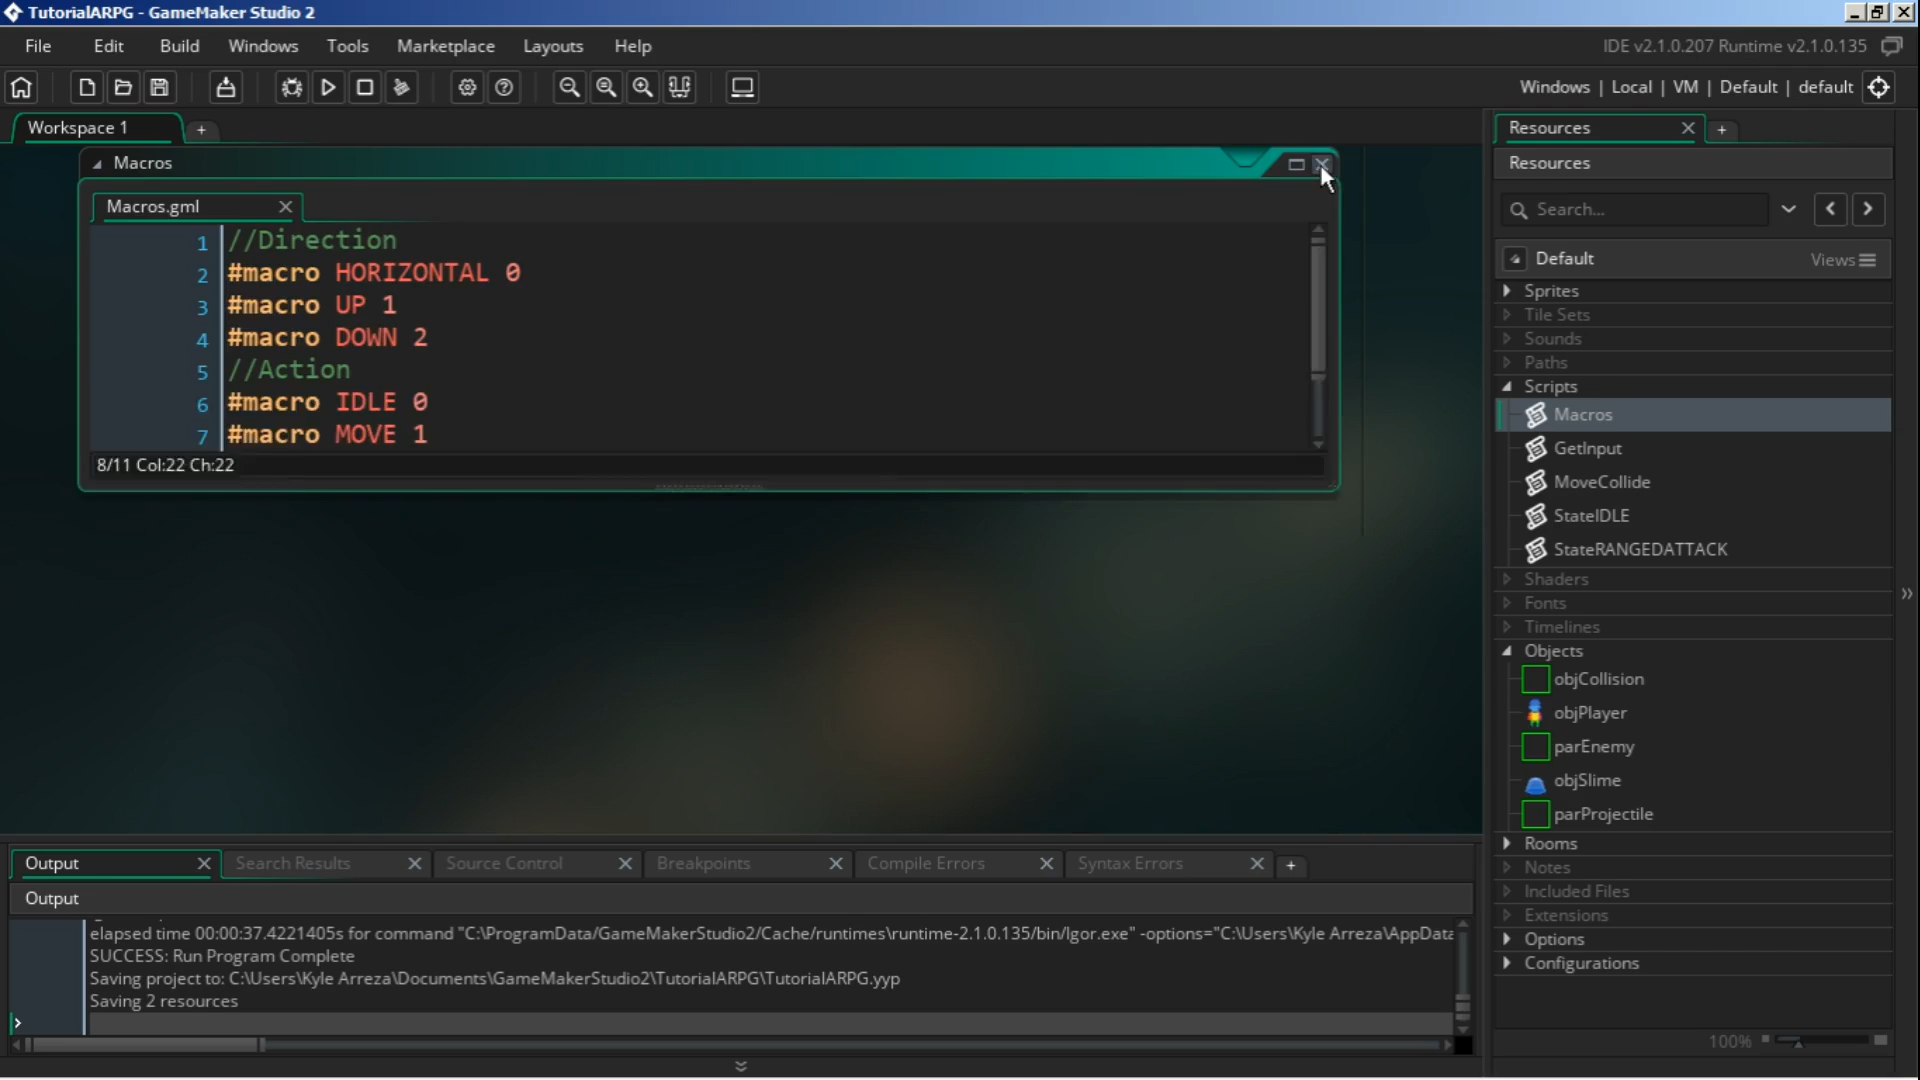 TutorialARPG - GameMaker Studio 2
File Edit Build Windows Tools Marketplace Layouts Help
IDE v2.1.0.207 Runtime v2.1.0.135
Windows | Local | VM | Default | default
Workspace 1 +
Macros
Macros.gml
1 //Direction
2 #macro HORIZONTAL 0
3 #macro UP 1
4 #macro DOWN 2
5 //Action
6 #macro IDLE 0
7 #macro MOVE 1
8/11 Col:22 Ch:22
Resources +
Resources
Search...
Default Views
Sprites
Tile Sets
Sounds
Paths
Scripts
Macros
GetInput
MoveCollide
StateIDLE
StateRANGEDATTACK
Shaders
Fonts
Timelines
Objects
objCollision
objPlayer
parEnemy
objSlime
parProjectile
Rooms
Notes
Included Files
Extensions
Options
Configurations
100%
Output Search Results Source Control Breakpoints Compile Errors Syntax Errors +
Output
elapsed time 00:00:37.4221405s for command "C:\ProgramData/GameMakerStudio2/Cache/runtimes\runtime-2.1.0.135/bin/Igor.exe" -options="C:\Users\Kyle Arreza\AppData
SUCCESS: Run Program Complete
Saving project to: C:\Users\Kyle Arreza\Documents\GameMakerStudio2\TutorialARPG\TutorialARPG.yyp
Saving 2 resources